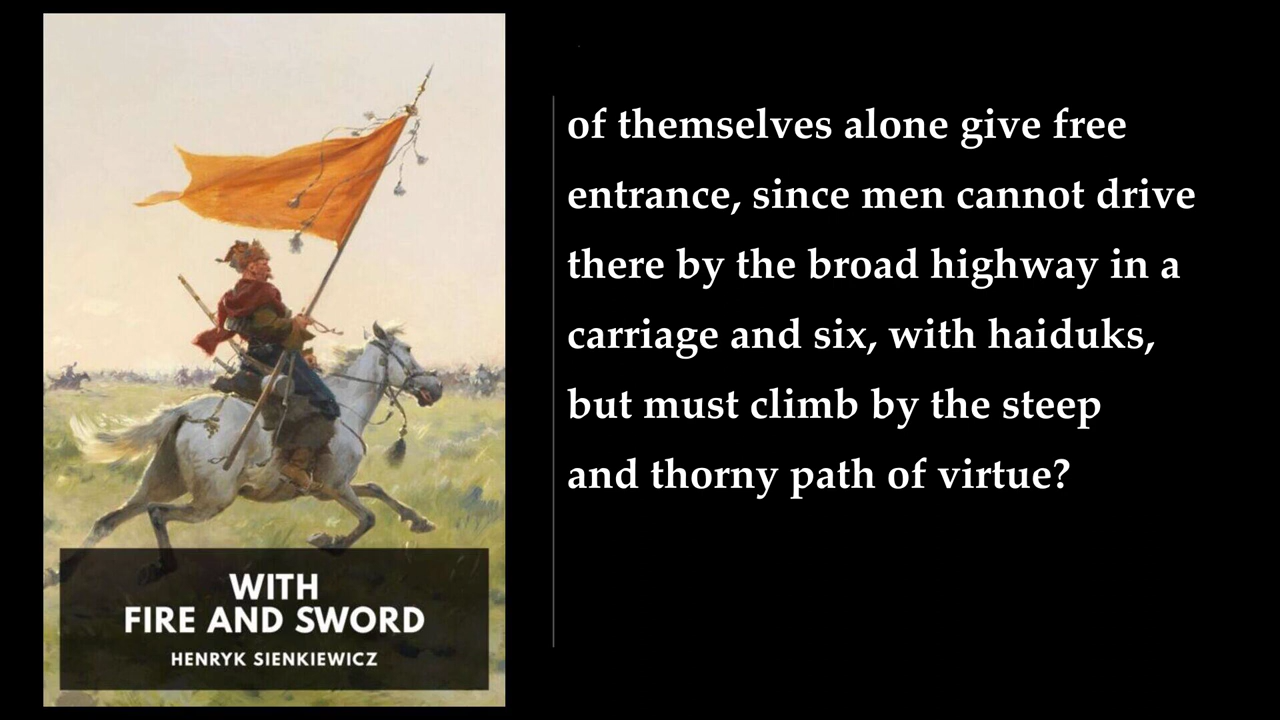 WITH
FIRE AND SWORD
HENRYK SIENKIEWICZ
of themselves alone give free
entrance, since men cannot drive
there by the broad highway in a
carriage and six, with haiduks,
but must climb by the steep
and thorny path of virtue?